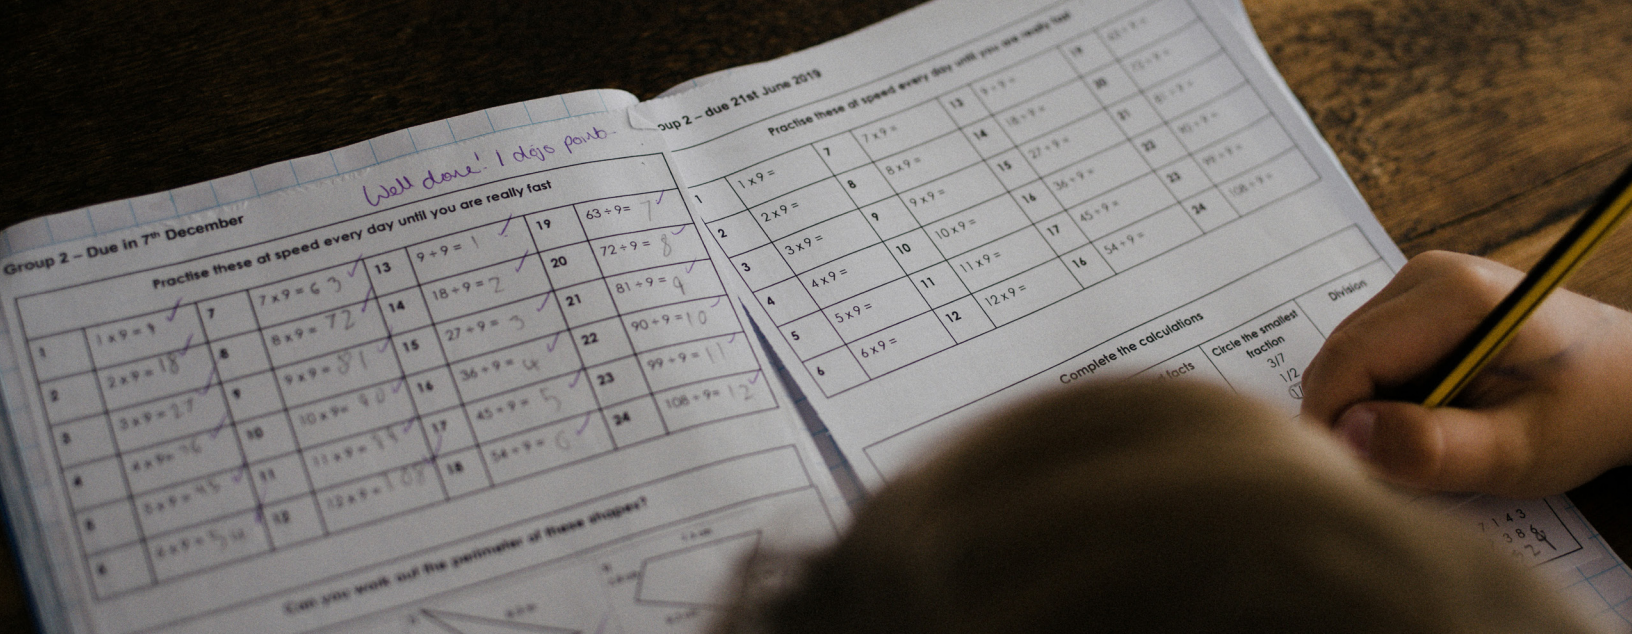 Well done! 1 dojo point.
Group 2 – Due in 7th December
Practise these at speed every day until you are really fast
1 1 x 9 = 9 7 7 x 9 = 63 13 9 ÷ 9 = 1 19 63 ÷ 9= 7
2 2 x 9 = 18 8 8 x 9 = 72 14 18 ÷ 9 = 2 20 72 ÷ 9 = 8
3 3 x 9 = 27 9 9 x 9 = 81 15 27 ÷ 9 = 3 21 81 ÷ 9 = 9
4 4 x 9= 36 10 10 x 9= 90 16 36 ÷ 9 = 4 22 90 ÷ 9 = 10
5 5 x 9 = 45 11 11 x 9 = 99 17 45 ÷ 9 = 5 23 99 ÷ 9 = 11
6 6 x 9 = 54 12 12 x 9 = 108 18 54 ÷ 9 = 6 24 108 ÷ 9= 12
Can you work out the perimeter of these shapes?
oup 2 – due 21st June 2019
Practise these at speed every day until you are really fast
1 1 x 9 = 7 7 x 9 = 13 9 ÷ 9 = 19 63 ÷ 9 =
2 2 x 9 = 8 8 x 9 = 14 18 ÷ 9 = 20 72 ÷ 9 =
3 3 x 9 = 9 9 x 9 = 15 27 ÷ 9 = 21 81 ÷ 9 =
4 4 x 9 = 10 10 x 9 = 16 36 ÷ 9 = 22 90 ÷ 9 =
5 5 x 9 = 11 11 x 9 = 17 45 ÷ 9 = 23 99 ÷ 9 =
6 6 x 9 = 12 12 x 9 = 18 54 ÷ 9 = 24 108 ÷ 9 =
Complete the calculations
facts Circle the smallest Division
fraction
3/7
1/2
7 1 4 3
3 8 8